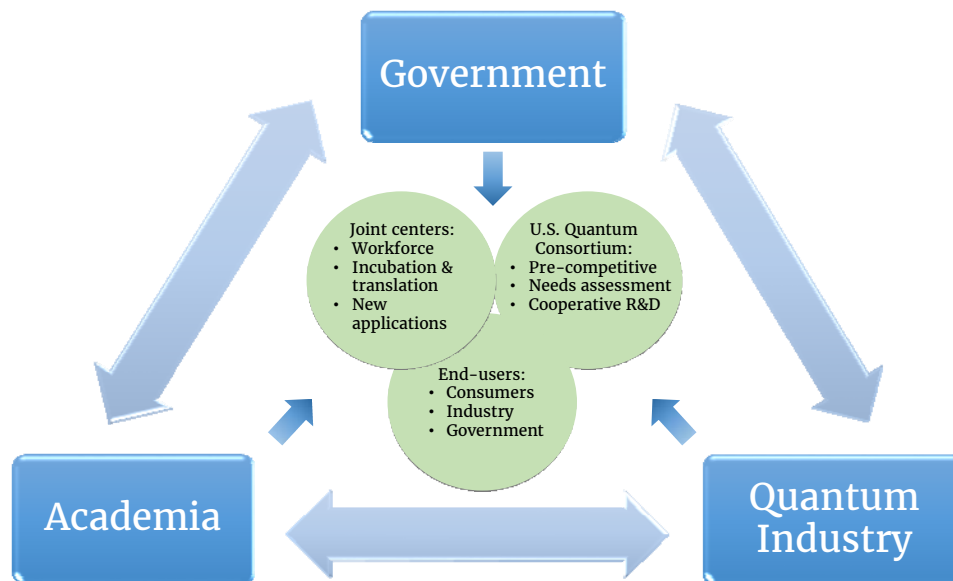 Government
Joint centers:
• Workforce
• Incubation &
translation
• New
applications
U.S. Quantum
Consortium:
• Pre-competitive
• Needs assessment
• Cooperative R&D
End-users:
• Consumers
• Industry
• Government
Academia
Quantum
Industry